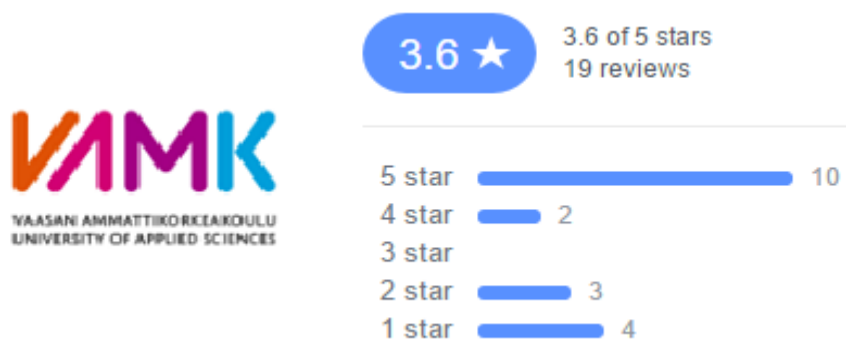 VAMK
VAASAN AMMATTIKORKEAKOULU
UNIVERSITY OF APPLIED SCIENCES
3.6 ★
3.6 of 5 stars
19 reviews
5 star 10
4 star 2
3 star
2 star 3
1 star 4